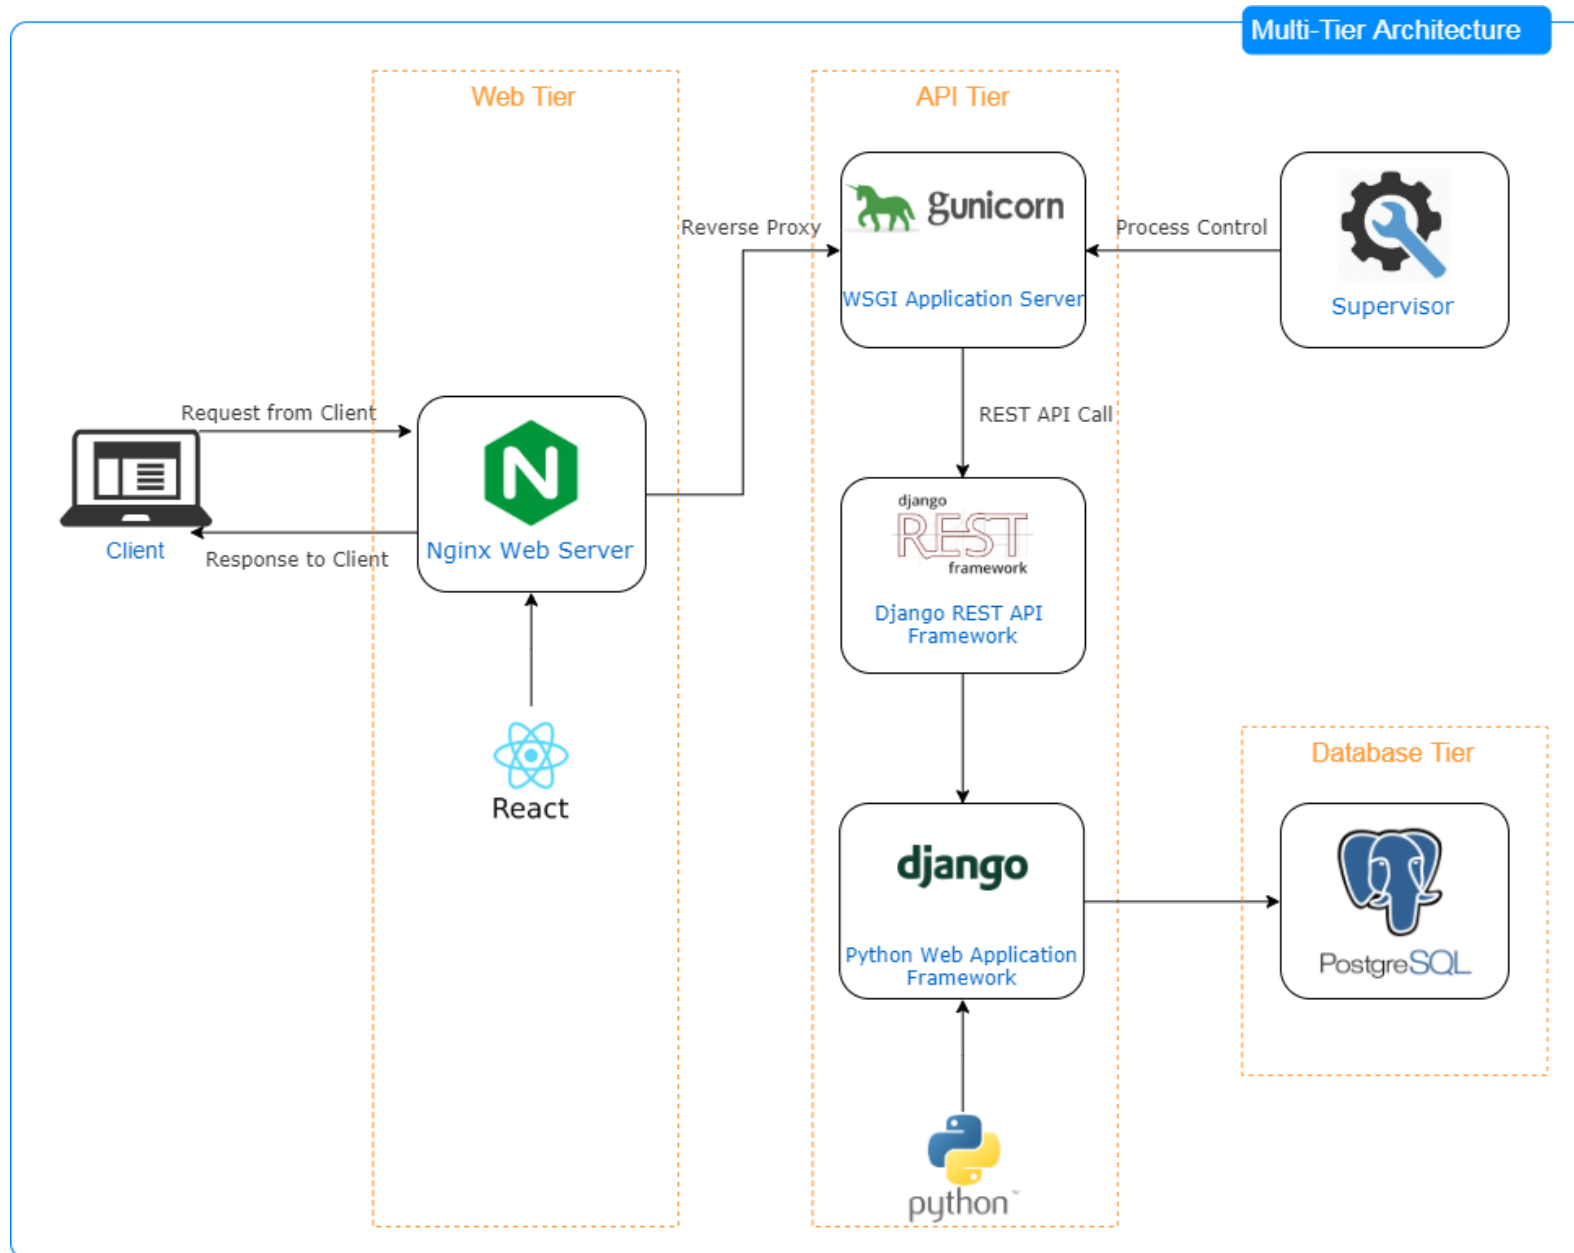 Multi-Tier Architecture
Web Tier
API Tier
gunicorn
WSGI Application Server
Reverse Proxy
Process Control
Supervisor
Request from Client
Client
Response to Client
N
Nginx Web Server
REST API Call
django
REST
framework
Django REST API
Framework
React
Database Tier
django
Python Web Application
Framework
PostgreSQL
python™